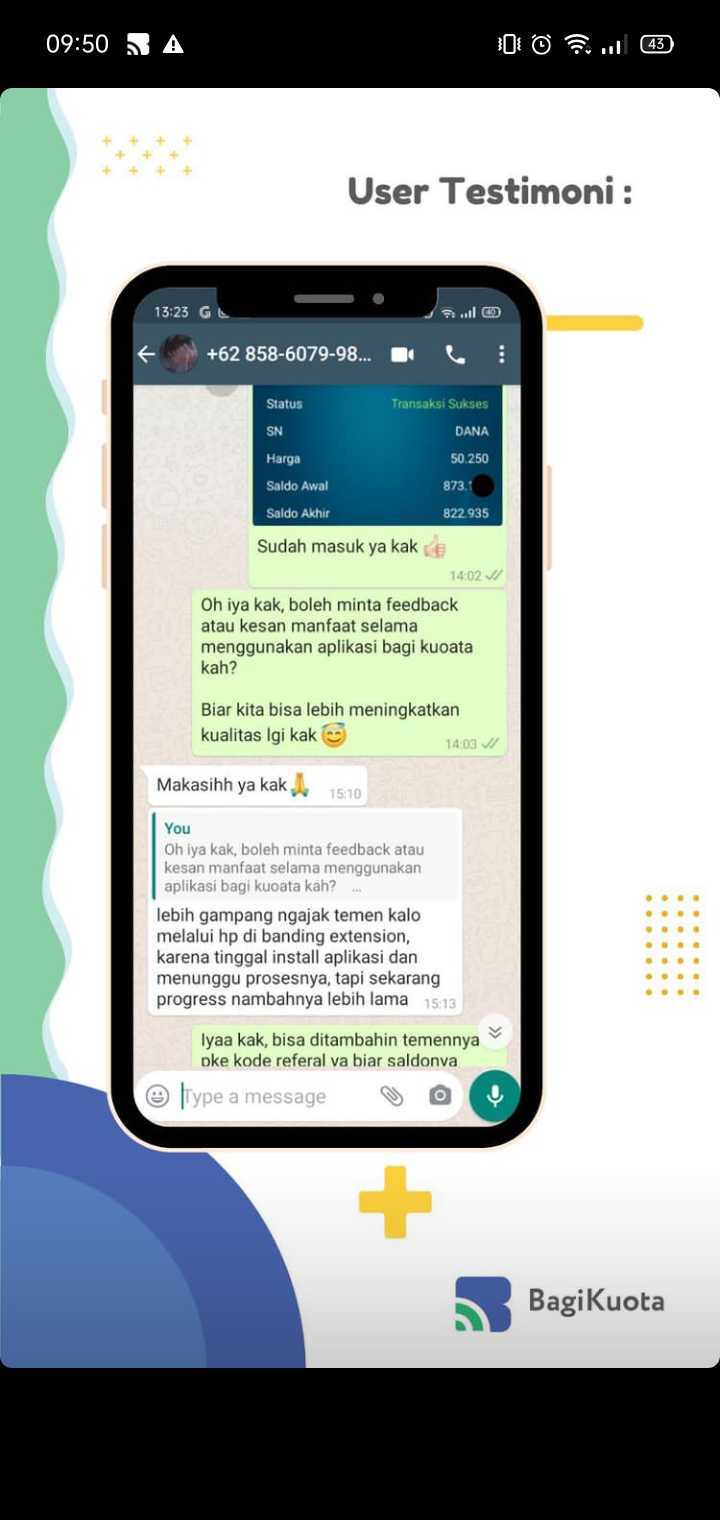 09:50
43
User Testimoni :
13:23
40
+62 858-6079-98...
Status Transaksi Sukses
SN DANA
Harga 50.250
Saldo Awal 873.1
Saldo Akhir 822.935
Sudah masuk ya kak
14:02
Oh iya kak, boleh minta feedback
atau kesan manfaat selama
menggunakan aplikasi bagi kuoata
kah?
Biar kita bisa lebih meningkatkan
kualitas lgi kak
14:03
Makasihh ya kak
15:10
You
Oh iya kak, boleh minta feedback atau
kesan manfaat selama menggunakan
aplikasi bagi kuoata kah? ...
lebih gampang ngajak temen kalo
melalui hp di banding extension,
karena tinggal install aplikasi dan
menunggu prosesnya, tapi sekarang
progress nambahnya lebih lama 15:13
Iyaa kak, bisa ditambahin temennya
pke kode referal ya biar saldonya
Type a message
BagiKuota